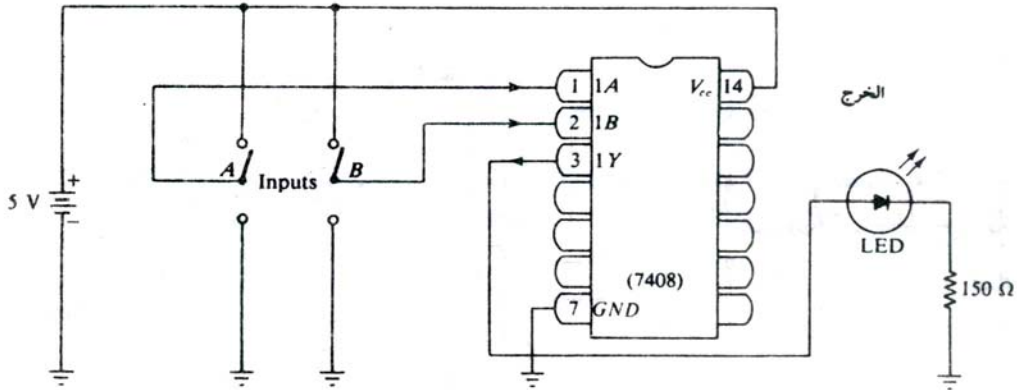 1 1A
Vcc 14
الخرج
2 1B
3 1Y
A Inputs B
+
5 V
−
LED
(7408)
150 Ω
7 GND